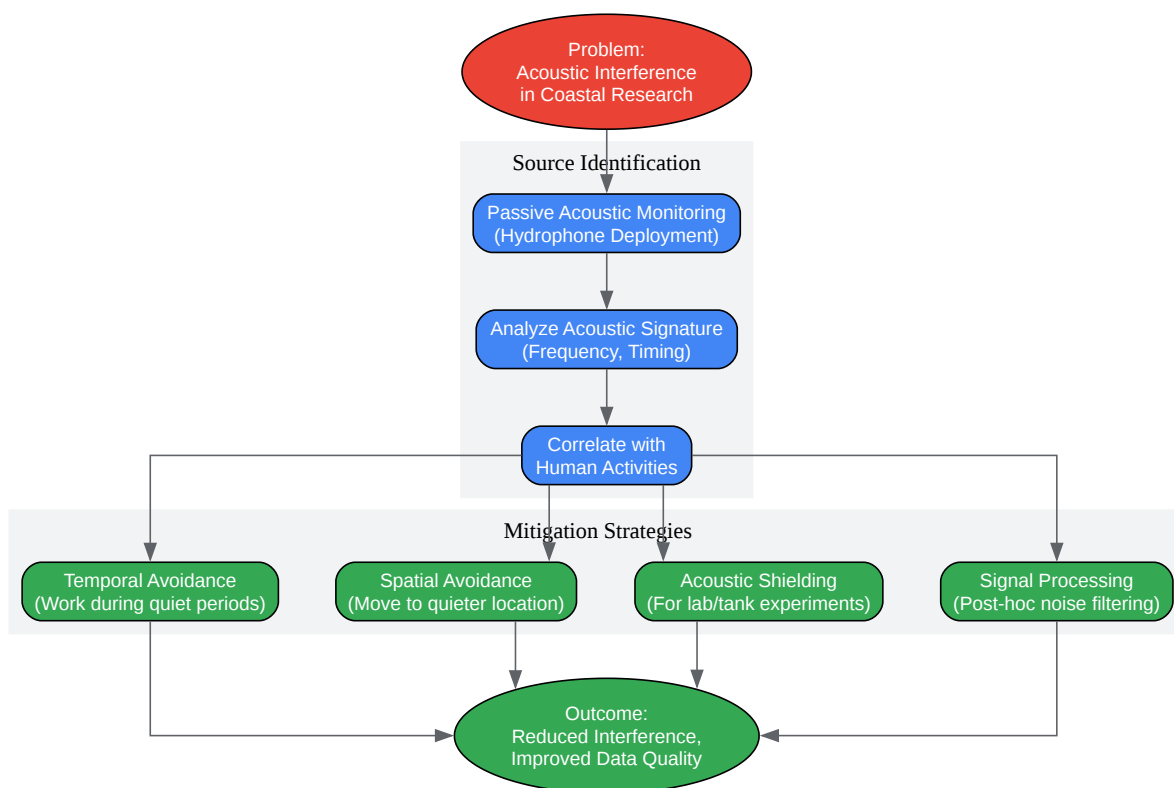 Problem:
Acoustic Interference
in Coastal Research
Source Identification
Passive Acoustic Monitoring
(Hydrophone Deployment)
Analyze Acoustic Signature
(Frequency, Timing)
Correlate with
Human Activities
Mitigation Strategies
Temporal Avoidance
(Work during quiet periods)
Spatial Avoidance
(Move to quieter location)
Acoustic Shielding
(For lab/tank experiments)
Signal Processing
(Post-hoc noise filtering)
Outcome:
Reduced Interference,
Improved Data Quality